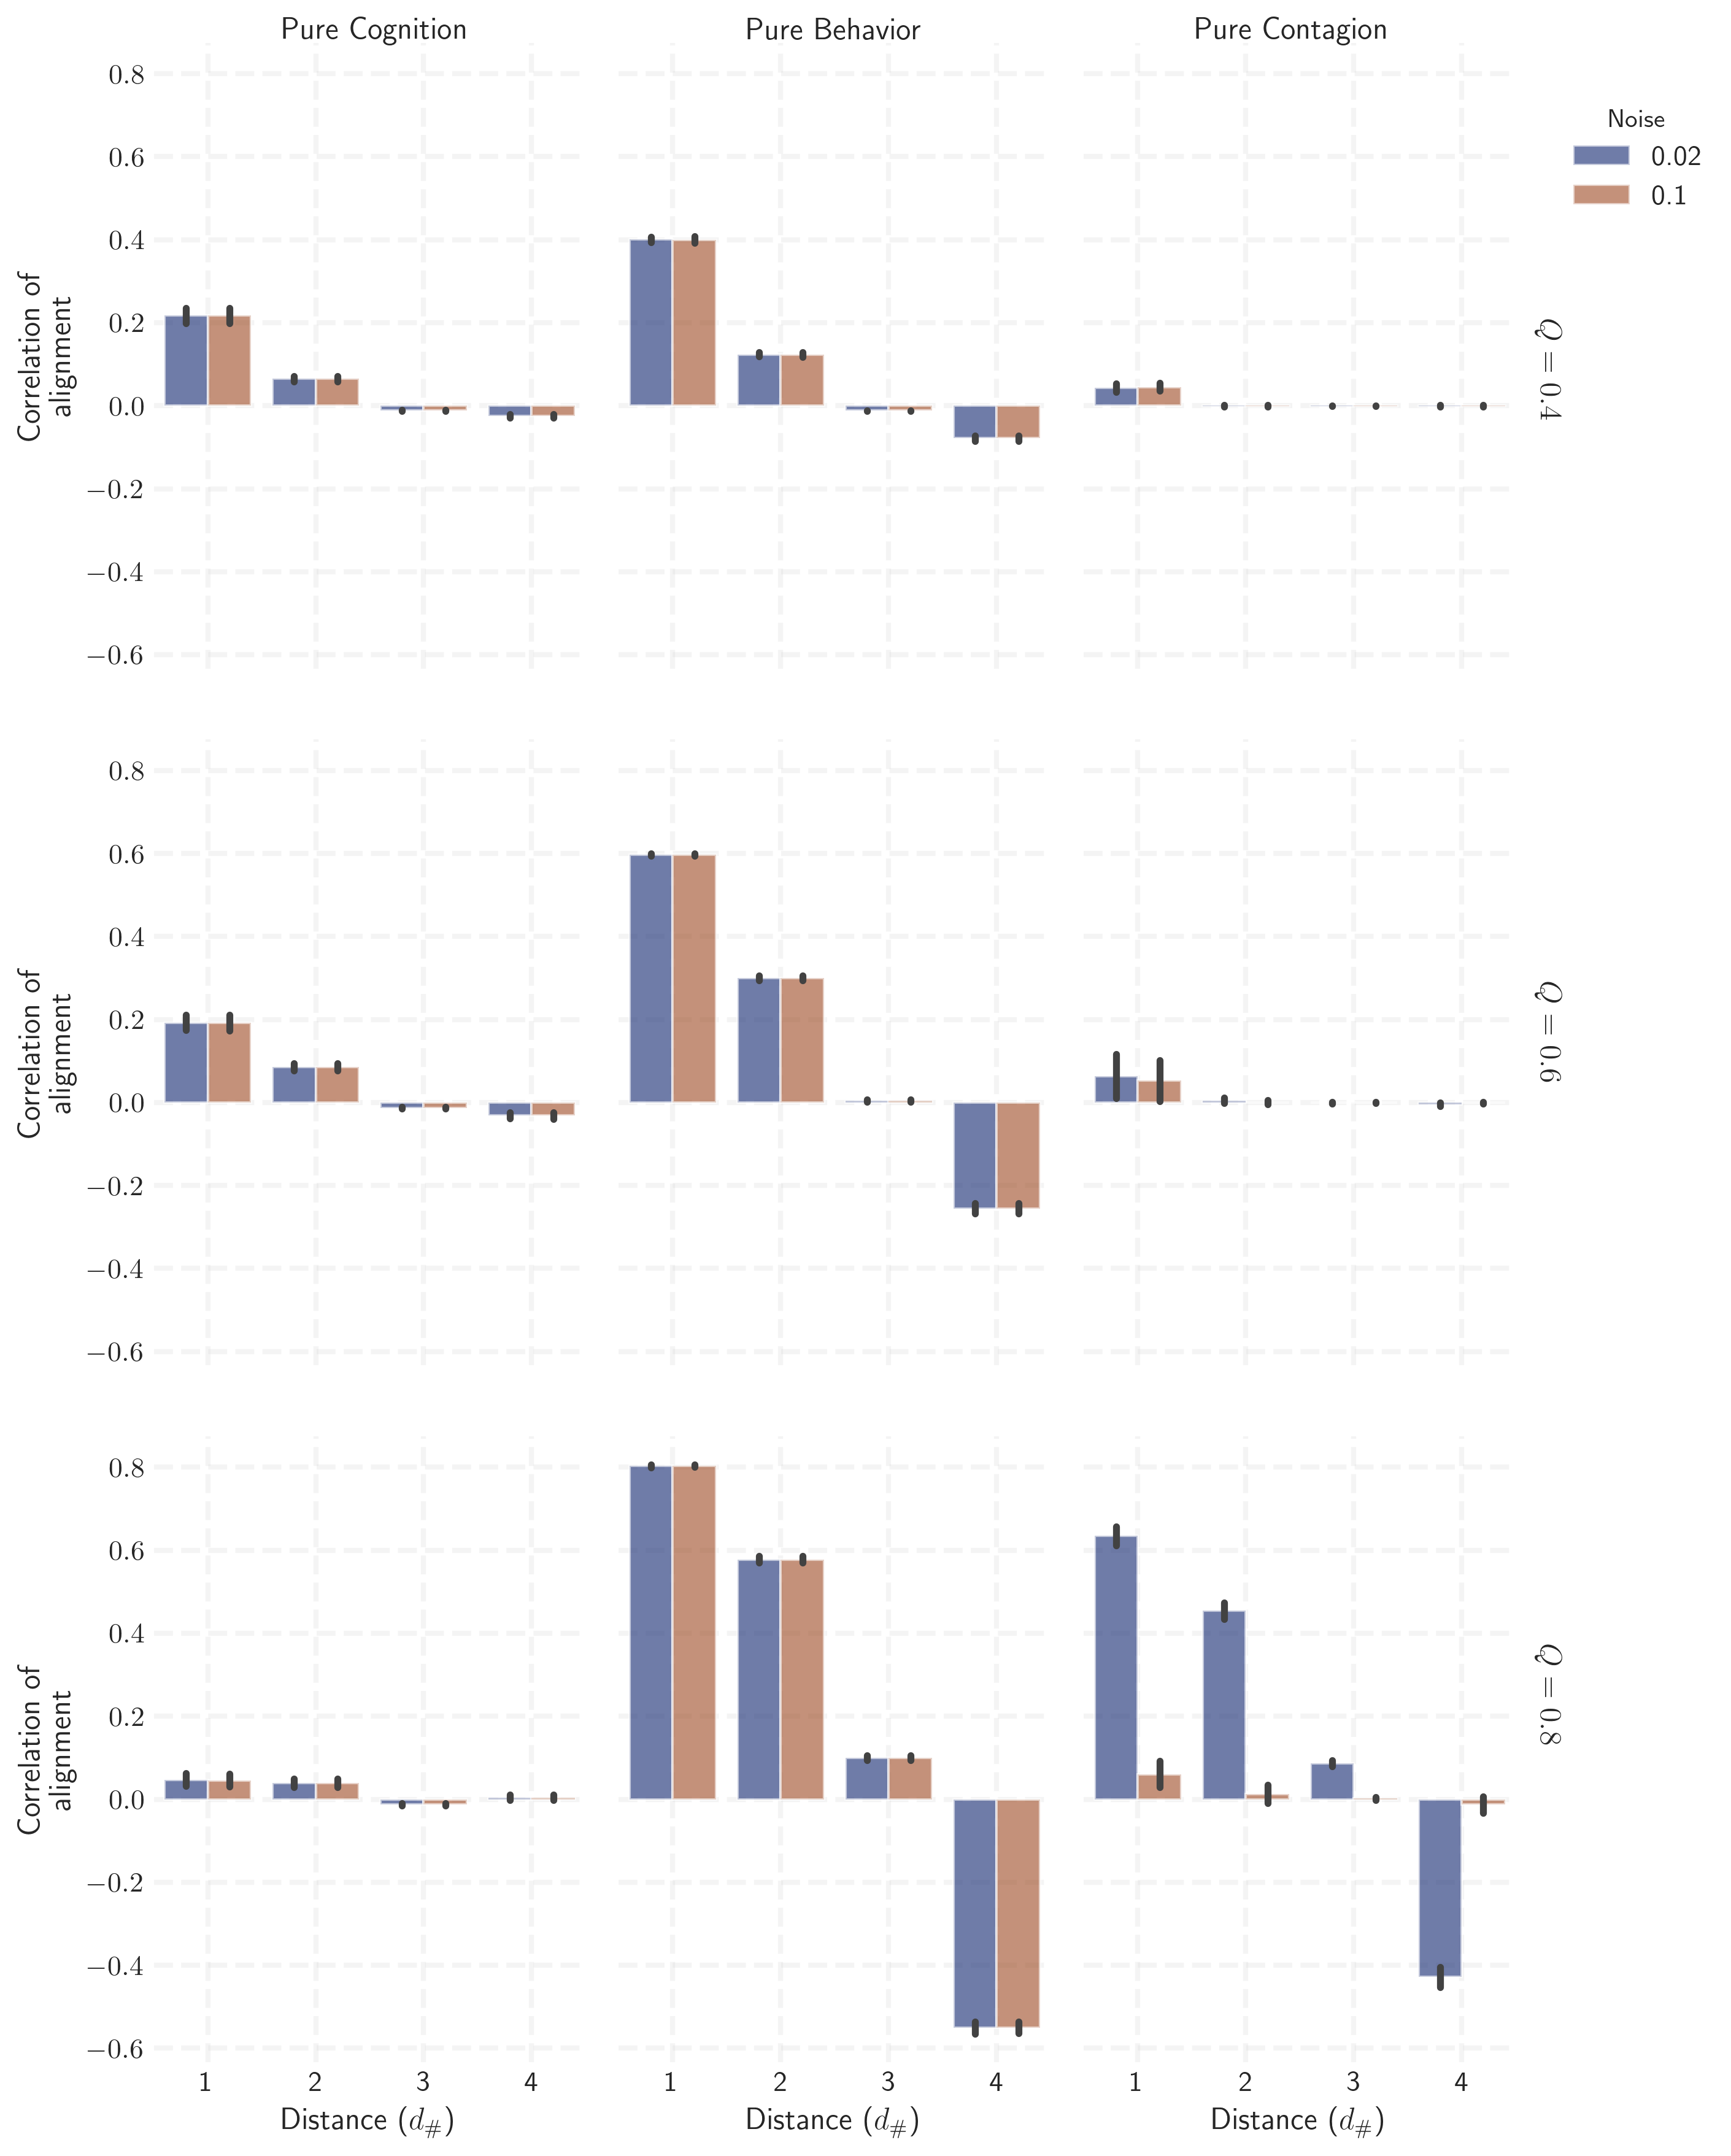 Pure Cognition
Pure Behavior
Pure Contagion
Noise
0.02
0.1
Correlation of
alignment
0.8
0.6
0.4
0.2
0.0
−0.2
−0.4
−0.6
Q = 0.4
Correlation of
alignment
0.8
0.6
0.4
0.2
0.0
−0.2
−0.4
−0.6
Q = 0.6
Correlation of
alignment
0.8
0.6
0.4
0.2
0.0
−0.2
−0.4
−0.6
Q = 0.8
1 2 3 4
1 2 3 4
1 2 3 4
Distance (d#)
Distance (d#)
Distance (d#)